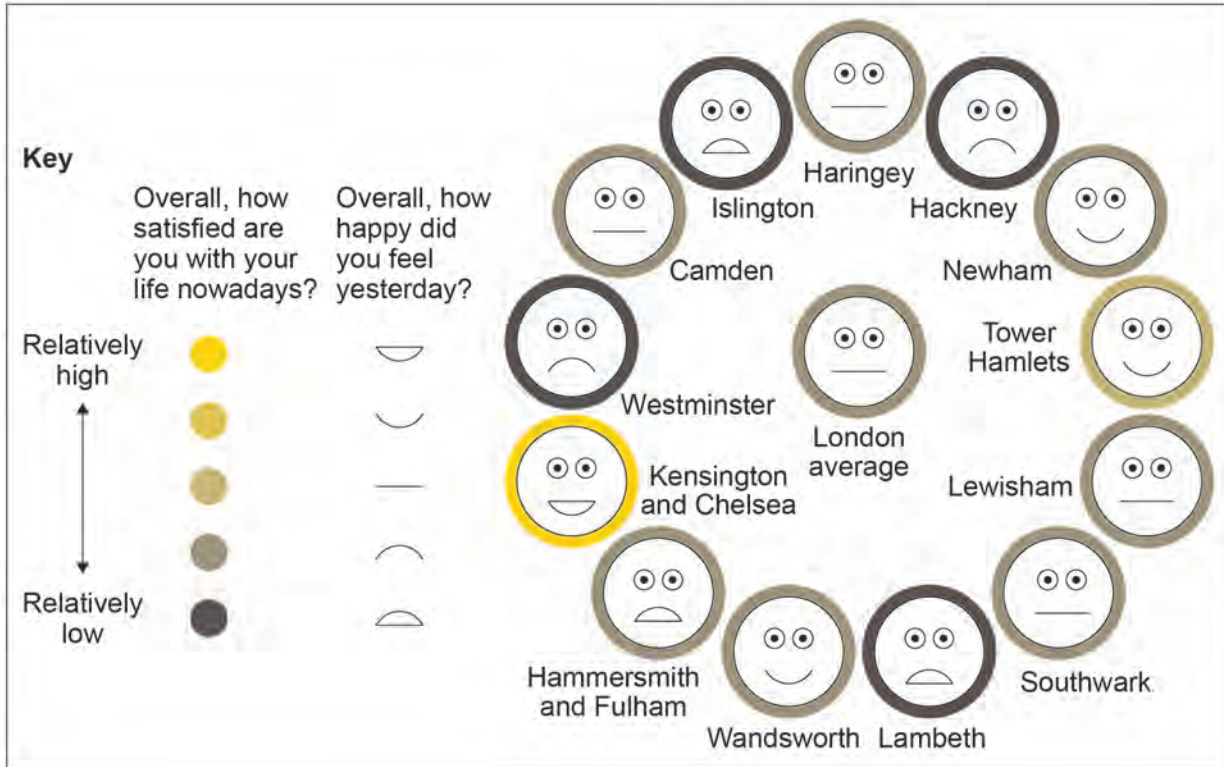 Key
Overall, how
satisfied are
you with your
life nowadays?
Overall, how
happy did
you feel
yesterday?
Relatively
high
Relatively
low
Haringey
Islington
Hackney
Camden
Newham
Tower
Hamlets
Westminster
London
average
Kensington
and Chelsea
Lewisham
Hammersmith
and Fulham
Southwark
Wandsworth
Lambeth